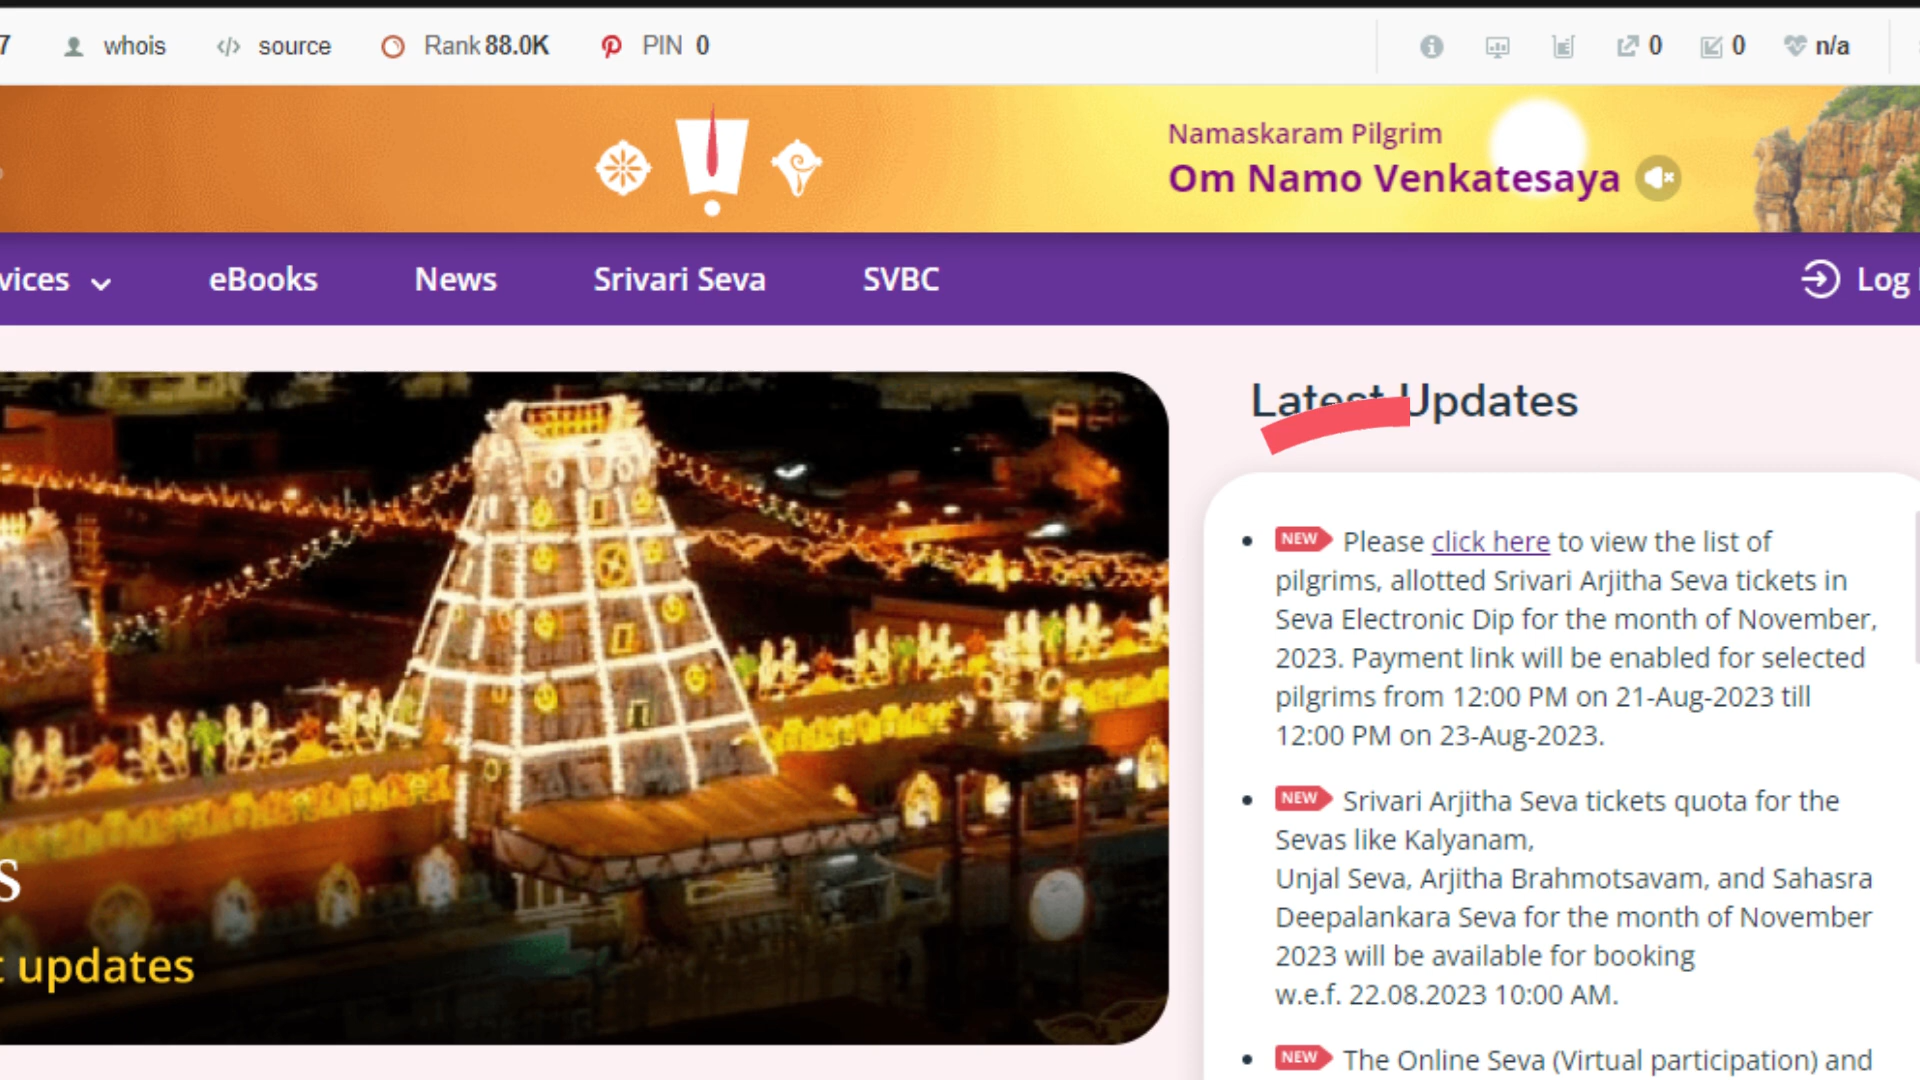 7 whois source Rank 88.0K PIN 0 0 0 n/a
Namaskaram Pilgrim
Om Namo Venkatesaya
vices eBooks News Srivari Seva SVBC Log
Latest Updates
NEW Please click here to view the list of
pilgrims, allotted Srivari Arjitha Seva tickets in
Seva Electronic Dip for the month of November,
2023. Payment link will be enabled for selected
pilgrims from 12:00 PM on 21-Aug-2023 till
12:00 PM on 23-Aug-2023.
NEW Srivari Arjitha Seva tickets quota for the
Sevas like Kalyanam,
Unjal Seva, Arjitha Brahmotsavam, and Sahasra
Deepalankara Seva for the month of November
2023 will be available for booking
w.e.f. 22.08.2023 10:00 AM.
NEW The Online Seva (Virtual participation) and
s
t updates